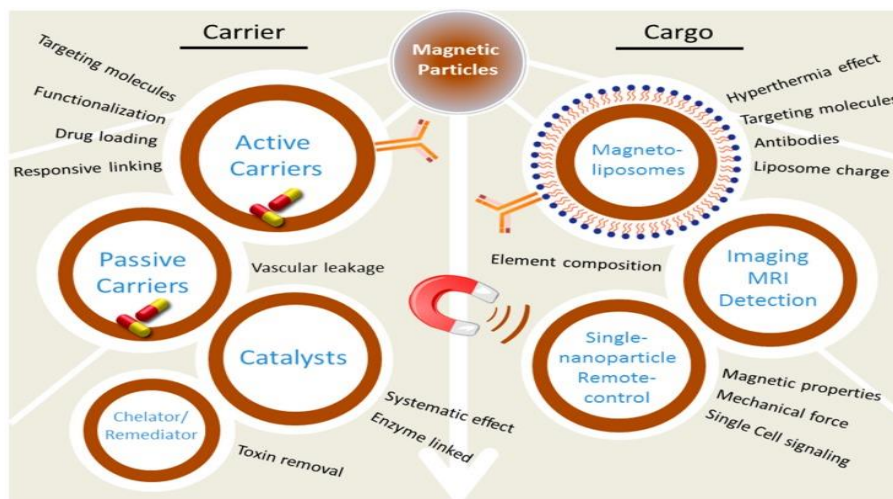 Carrier
Magnetic
Particles
Cargo
Targeting molecules
Functionalization
Drug loading
Responsive linking
Active
Carriers
Passive
Carriers
Vascular leakage
Catalysts
Systematic effect
Enzyme linked
Chelator/
Remediator
Toxin removal
Hyperthermia effect
Targeting molecules
Antibodies
Liposome charge
Magneto-
liposomes
Element composition
Imaging
MRI
Detection
Single-
nanoparticle
Remote-
control
Magnetic properties
Mechanical force
Single Cell signaling